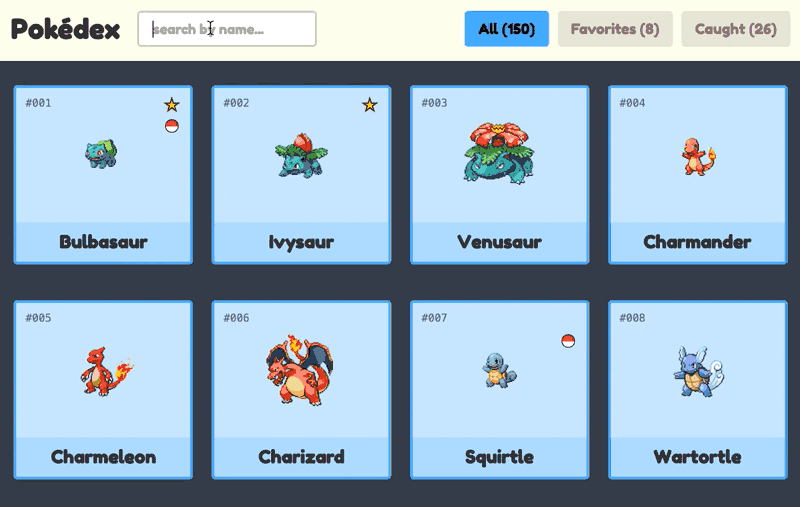 Pokédex
search by name...
All (150)
Favorites (8)
Caught (26)
#001
#002
#003
#004
Bulbasaur
Ivysaur
Venusaur
Charmander
#005
#006
#007
#008
Charmeleon
Charizard
Squirtle
Wartortle